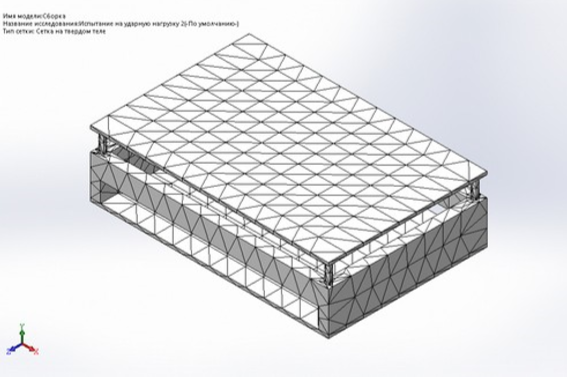 Имя модели:Сборка
Название исследования:Испытание на ударную нагрузку 2(-По умолчанию-)
Тип сетки: Сетка на твердом теле